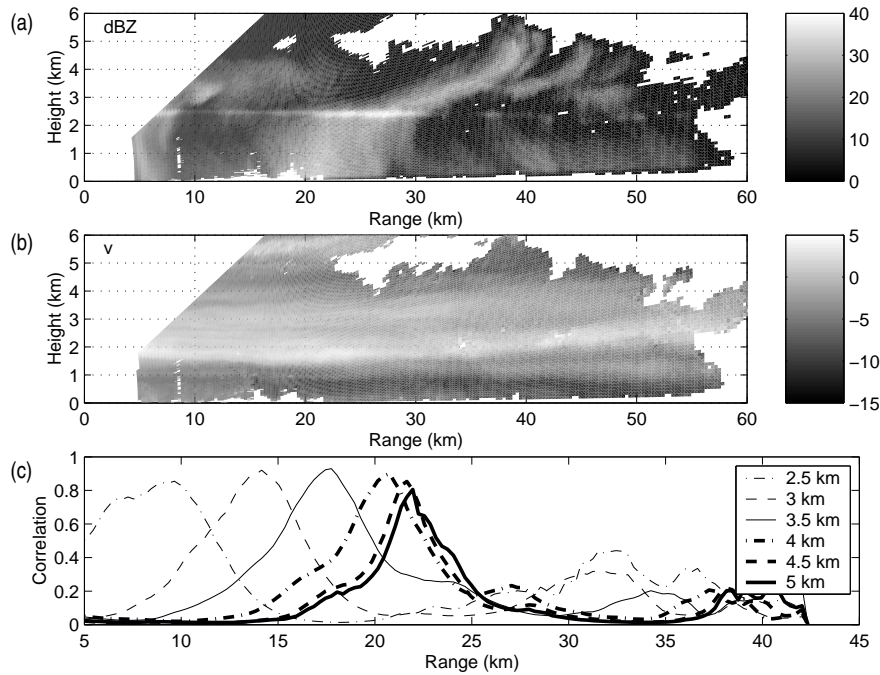 (a)
dBZ
Height (km)
6
5
4
3
2
1
0
0 10 20 30 40 50 60
Range (km)
40
30
20
10
0
(b)
v
Height (km)
6
5
4
3
2
1
0
0 10 20 30 40 50 60
Range (km)
5
0
−5
−10
−15
(c)
Correlation
1
0.8
0.6
0.4
0.2
0
5 10 15 20 25 30 35 40 45
Range (km)
2.5 km
3 km
3.5 km
4 km
4.5 km
5 km